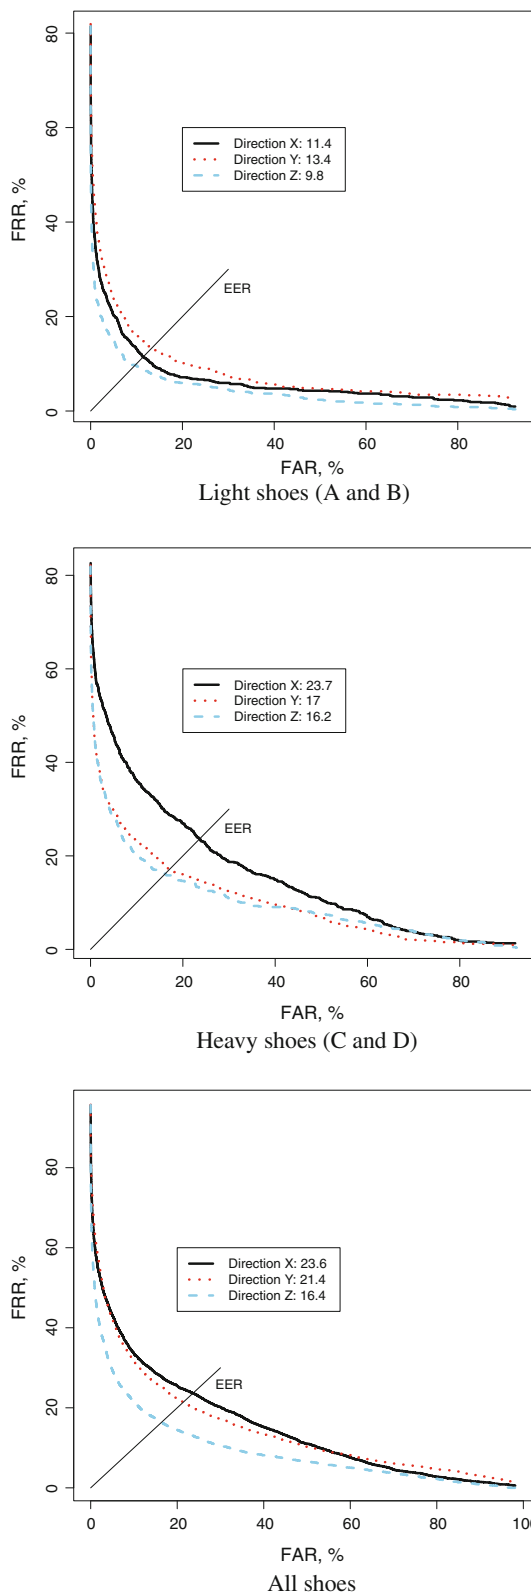 80
60
40
20
0
FRR, %
Direction X: 11.4
Direction Y: 13.4
Direction Z: 9.8
EER
0 20 40 60 80
FAR, %
Light shoes (A and B)
80
60
40
20
0
FRR, %
Direction X: 23.7
Direction Y: 17
Direction Z: 16.2
EER
0 20 40 60 80
FAR, %
Heavy shoes (C and D)
80
60
40
20
0
FRR, %
Direction X: 23.6
Direction Y: 21.4
Direction Z: 16.4
EER
0 20 40 60 80 100
FAR, %
All shoes